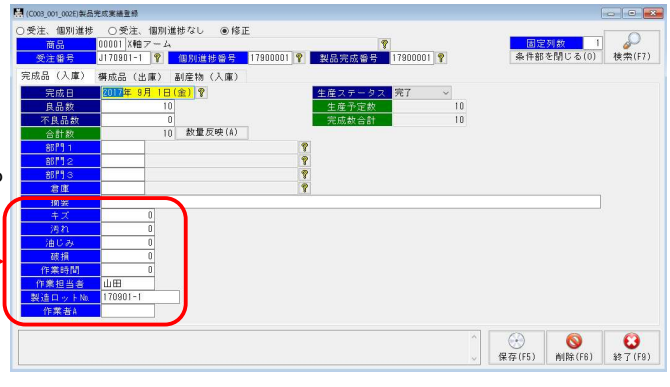 (C003_001_002E)製品完成実績登録
○受注、個別進捗 ○受注、個別進捗なし ◉修正
商品 00001 X軸アーム ? 固定列数 1
受注番号 J170901-1 ? 個別進捗番号 17900001 ? 製品完成番号 17900001 ? 条件部を閉じる(O) 検索(F7)
完成品（入庫） 構成品（出庫） 副産物（入庫）
完成日 2017年 9月 1日(金) ? 生産ステータス 完了
良品数 10 生産予定数 10
不良品数 0 完成数合計 10
合計数 10 数量反映(A)
部門1 ?
部門2 ?
部門3 ?
倉庫 ?
摘要
キズ 0
汚れ 0
油じみ 0
破損 0
作業時間 0
作業担当者 山田
製造ロットNo. 170901-1
作業者A
保存(F5) 削除(F6) 終了(F9)